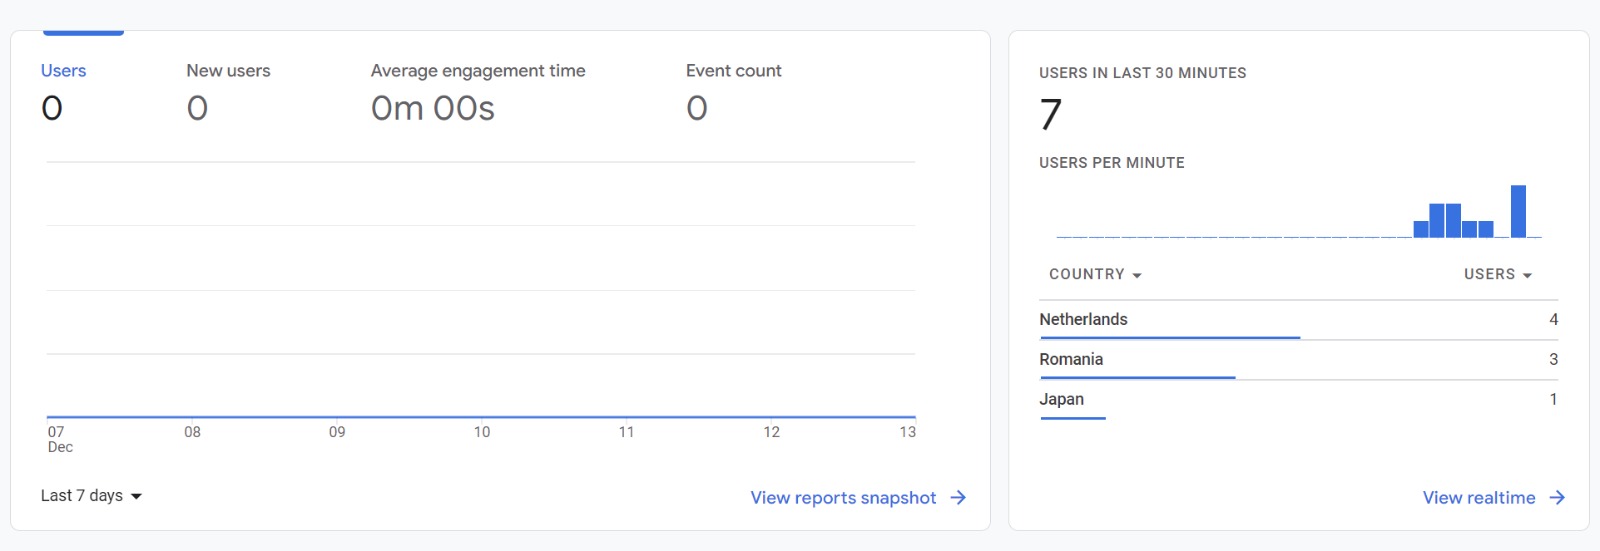 Users
0
New users
0
Average engagement time
0m 00s
Event count
0
07
Dec
08
09
10
11
12
13
Last 7 days
View reports snapshot
USERS IN LAST 30 MINUTES
7
USERS PER MINUTE
COUNTRY USERS
Netherlands 4
Romania 3
Japan 1
View realtime